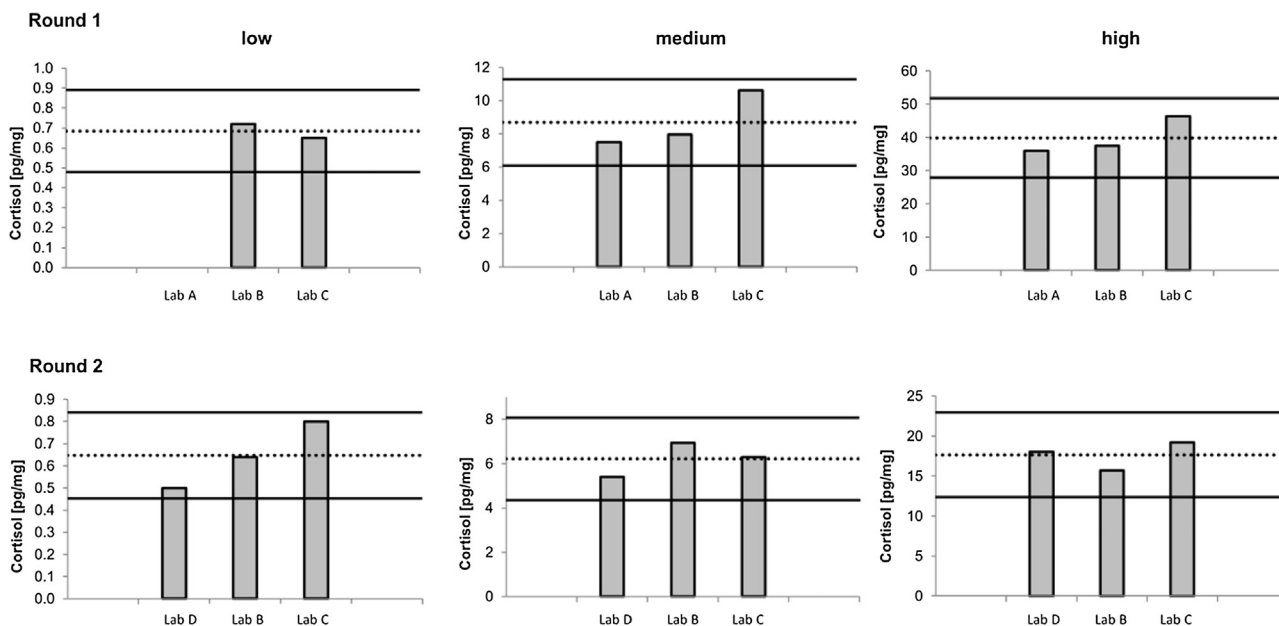 Round 1
low
medium
high
Cortisol [pg/mg]
1.0
0.9
0.8
0.7
0.6
0.5
0.4
0.3
0.2
0.1
0.0
Lab A Lab B Lab C
Cortisol [pg/mg]
12
10
8
6
4
2
0
Lab A Lab B Lab C
Cortisol [pg/mg]
60
50
40
30
20
10
0
Lab A Lab B Lab C
Round 2
Cortisol [pg/mg]
0.9
0.8
0.7
0.6
0.5
0.4
0.3
0.2
0.1
0.0
Lab D Lab B Lab C
Cortisol [pg/mg]
8
6
4
2
0
Lab D Lab B Lab C
Cortisol [pg/mg]
25
20
15
10
5
0
Lab D Lab B Lab C